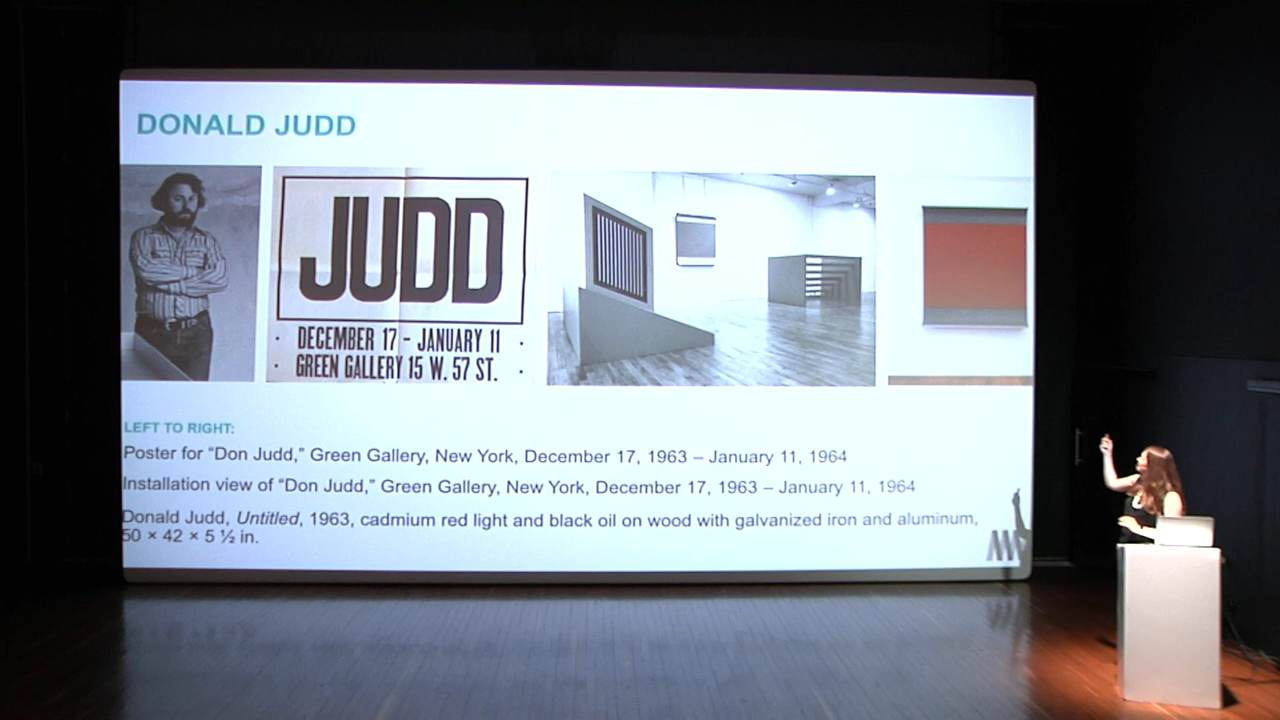 DONALD JUDD
JUDD
· DECEMBER 17 - JANUARY 11 ·
· GREEN GALLERY 15 W. 57 ST. ·
LEFT TO RIGHT:
Poster for “Don Judd,” Green Gallery, New York, December 17, 1963 – January 11, 1964
Installation view of “Don Judd,” Green Gallery, New York, December 17, 1963 – January 11, 1964
Donald Judd, Untitled, 1963, cadmium red light and black oil on wood with galvanized iron and aluminum,
50 × 42 × 5 ½ in.